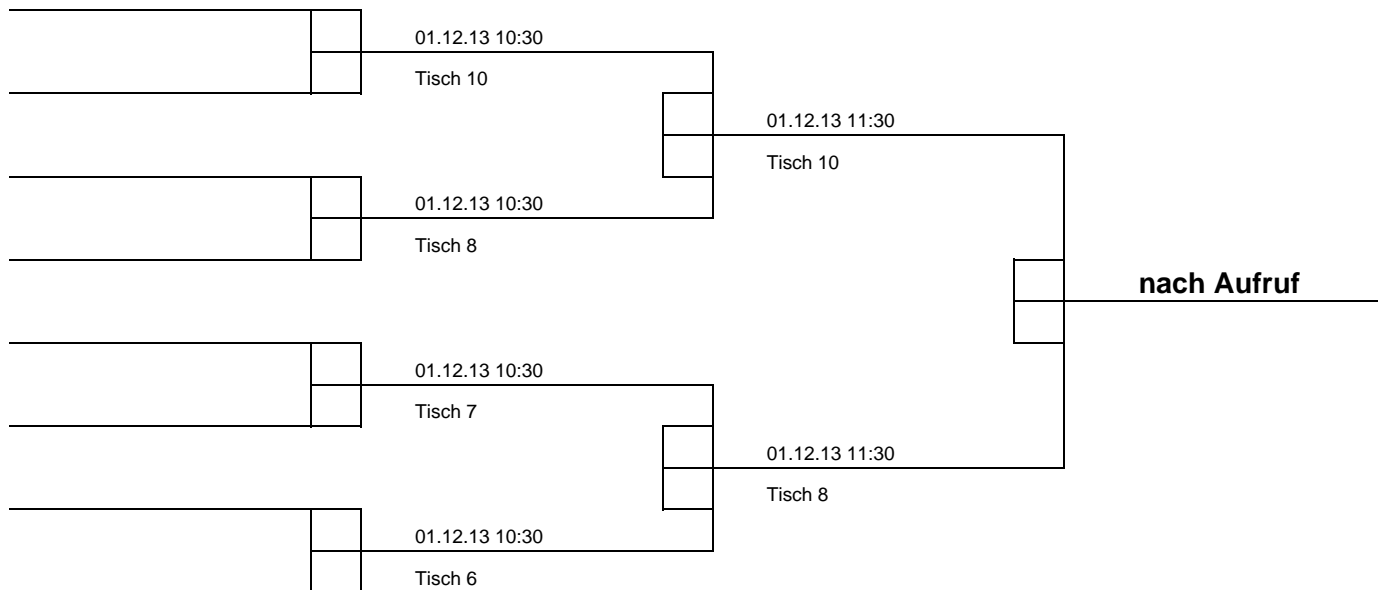 01.12.13 10:30
Tisch 10
01.12.13 11:30
Tisch 10
01.12.13 10:30
Tisch 8
nach Aufruf
01.12.13 10:30
Tisch 7
01.12.13 11:30
Tisch 8
01.12.13 10:30
Tisch 6